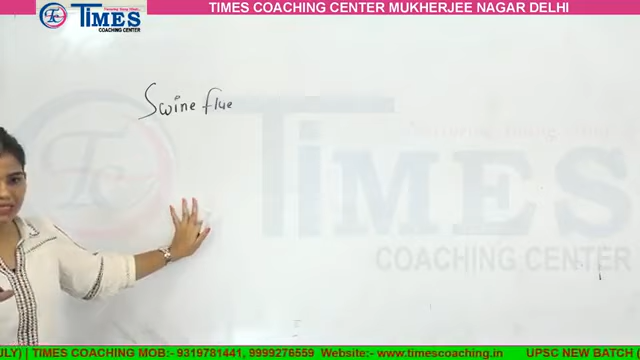 TIMES COACHING CENTER MUKHERJEE NAGAR DELHI
TIMES
COACHING CENTER
Swine flue
TIMES
COACHING CENTER
JULY) | TIMES COACHING MOB:- 9319781441, 9999276559 Website:- www.timescoaching.in UPSC NEW BATCH (